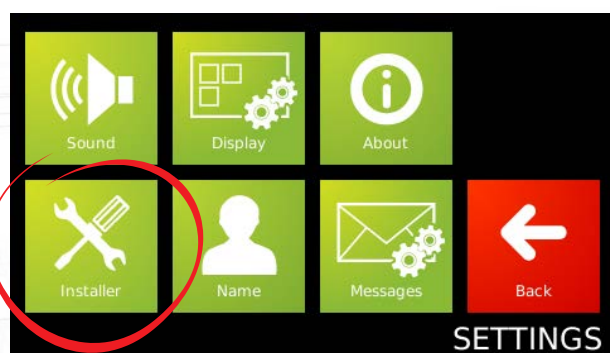 Sound
Display
About
Installer
Name
Messages
Back
SETTINGS